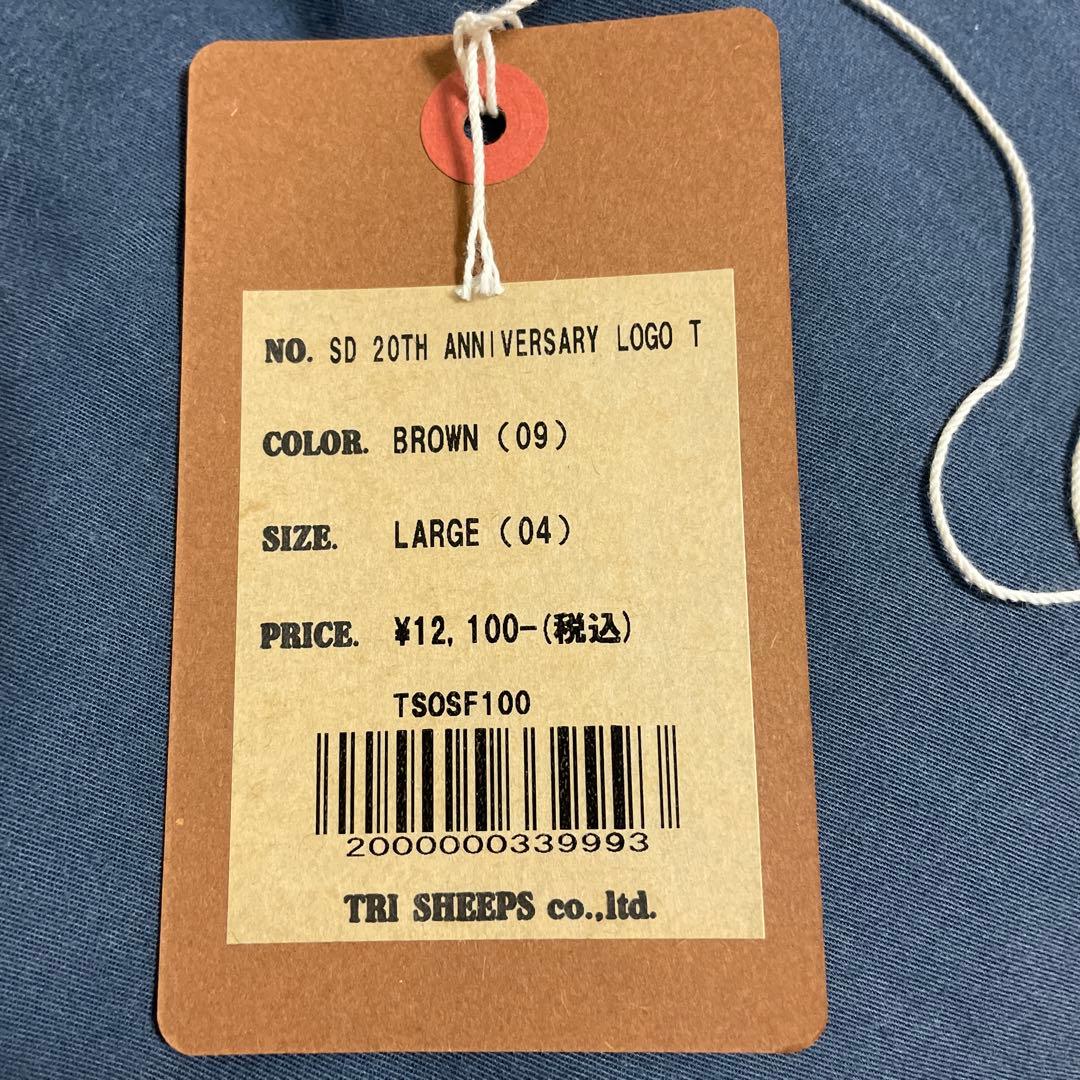 NO. SD 20TH ANNIVERSARY LOGO T
COLOR. BROWN (09)
SIZE. LARGE (04)
PRICE. ¥12,100-(税込)
TSOSF100
2000000339993
TRI SHEEPS co.,ltd.